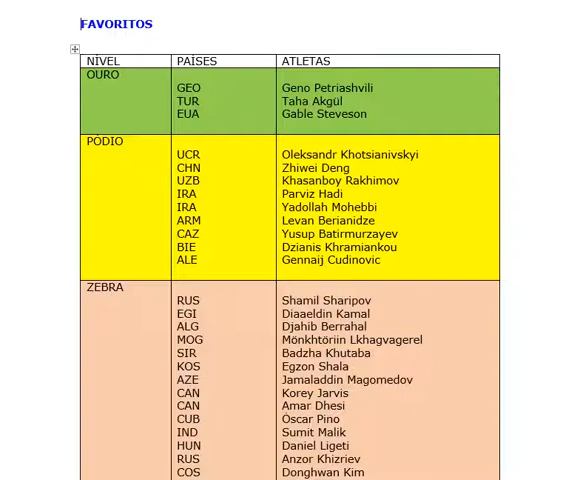 FAVORITOS
NÍVEL PAÍSES ATLETAS
OURO
GEO Geno Petriashvili
TUR Taha Akgül
EUA Gable Steveson
PÓDIO
UCR Oleksandr Khotsianivskyi
CHN Zhiwei Deng
UZB Khasanboy Rakhimov
IRA Parviz Hadi
IRA Yadollah Mohebbi
ARM Levan Berianidze
CAZ Yusup Batirmurzayev
BIE Dzianis Khramiankou
ALE Gennaij Cudinovic
ZEBRA
RUS Shamil Sharipov
EGI Diaaeldin Kamal
ALG Djahib Berrahal
MOG Mönkhtöriin Lkhagvagerel
SIR Badzha Khutaba
KOS Egzon Shala
AZE Jamaladdin Magomedov
CAN Korey Jarvis
CAN Amar Dhesi
CUB Óscar Pino
IND Sumit Malik
HUN Daniel Ligeti
RUS Anzor Khizriev
COS Donghwan Kim